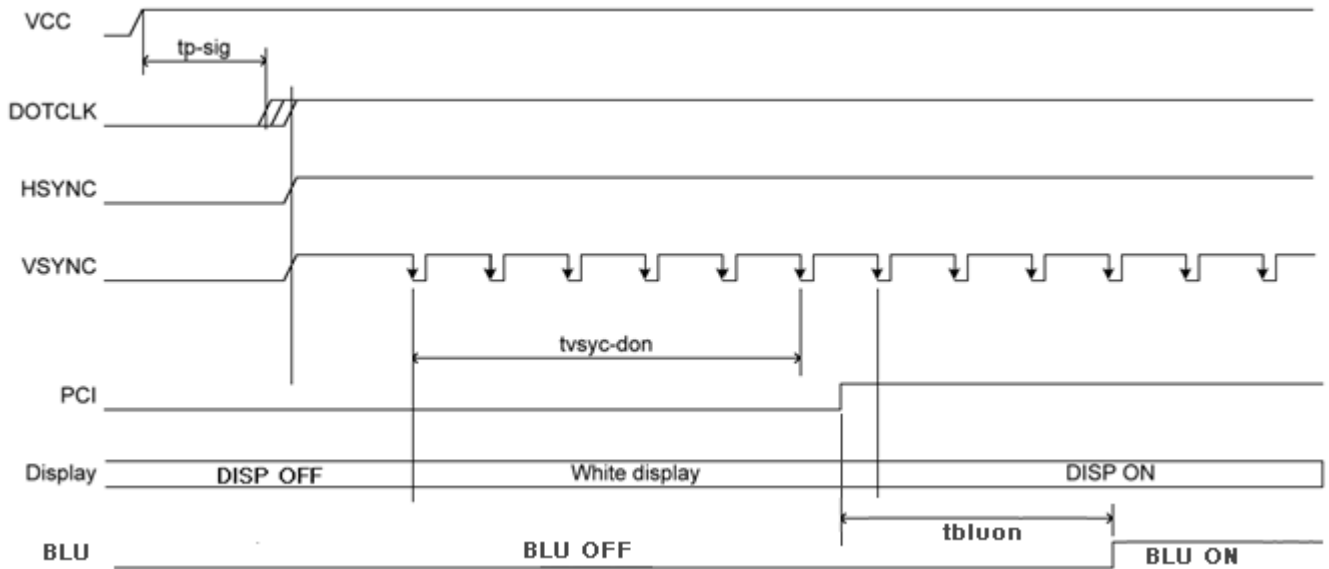 VCC
tp-sig
DOTCLK
HSYNC
VSYNC
tvsyc-don
PCI
Display DISP OFF White display DISP ON
tbluon
BLU BLU OFF BLU ON